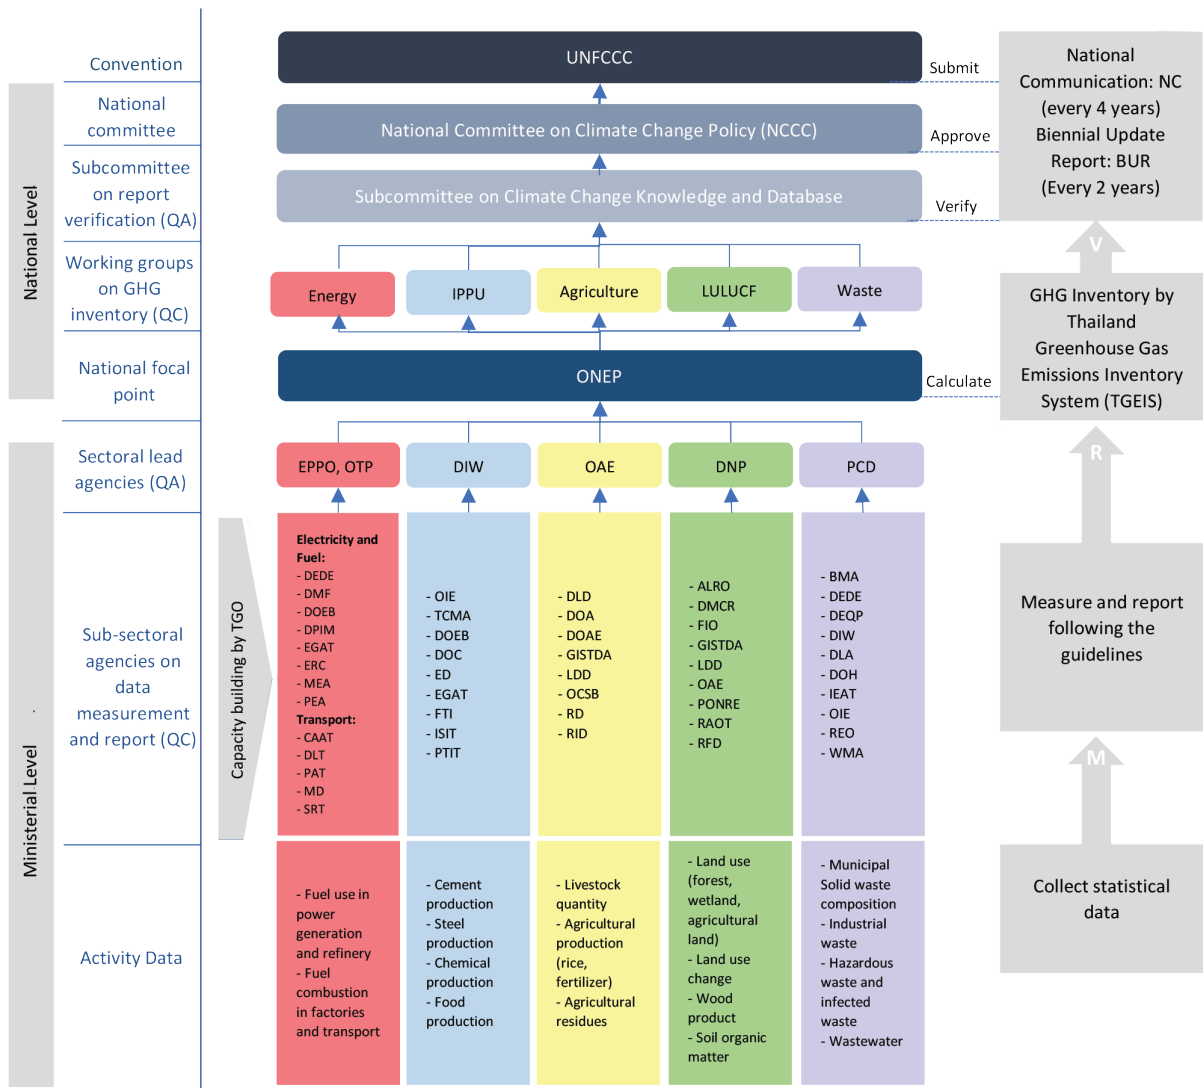 Convention
UNFCCC
Submit
National
Communication: NC
(every 4 years)
Biennial Update
Report: BUR
(Every 2 years)
National Level
National
committee
National Committee on Climate Change Policy (NCCC)
Approve
Subcommittee
on report
verification (QA)
Subcommittee on Climate Change Knowledge and Database
Verify
V
Working groups
on GHG
inventory (QC)
Energy
IPPU
Agriculture
LULUCF
Waste
GHG Inventory by
Thailand
Greenhouse Gas
Emissions Inventory
System (TGEIS)
National focal
point
ONEP
Calculate
R
Ministerial Level
Sectoral lead
agencies (QA)
EPPO, OTP
DIW
OAE
DNP
PCD
Sub-sectoral
agencies on
data
measurement
and report (QC)
Capacity building by TGO
Electricity and
Fuel:
- DEDE
- DMF
- DOEB
- DPIM
- EGAT
- ERC
- MEA
- PEA
Transport:
- CAAT
- DLT
- PAT
- MD
- SRT
- OIE
- TCMA
- DOEB
- DOC
- ED
- EGAT
- FTI
- ISIT
- PTIT
- DLD
- DOA
- DOAE
- GISTDA
- LDD
- OCSB
- RD
- RID
- ALRO
- DMCR
- FIO
- GISTDA
- LDD
- OAE
- PONRE
- RAOT
- RFD
- BMA
- DEDE
- DEQP
- DIW
- DLA
- DOH
- IEAT
- OIE
- REO
- WMA
Measure and report
following the
guidelines
M
Activity Data
- Fuel use in
power
generation
and refinery
- Fuel
combustion
in factories
and transport
- Cement
production
- Steel
production
- Chemical
production
- Food
production
- Livestock
quantity
- Agricultural
production
(rice,
fertilizer)
- Agricultural
residues
- Land use
(forest,
wetland,
agricultural
land)
- Land use
change
- Wood
product
- Soil organic
matter
- Municipal
Solid waste
composition
- Industrial
waste
- Hazardous
waste and
infected
waste
- Wastewater
Collect statistical
data